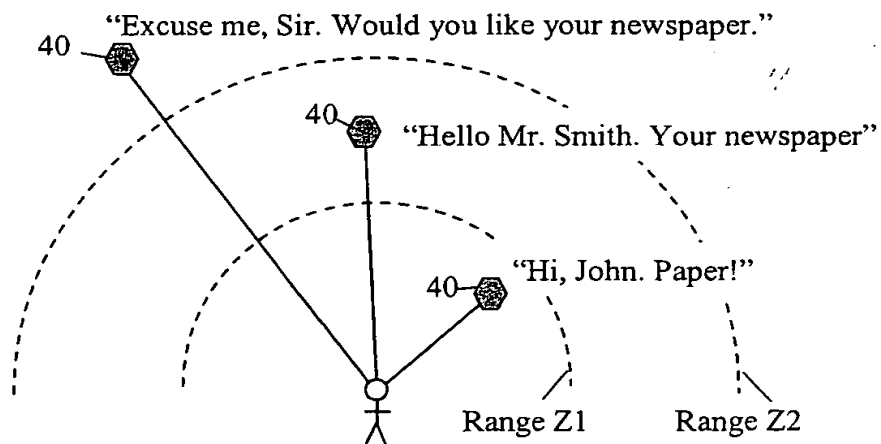 “Excuse me, Sir. Would you like your newspaper.”
40
40
“Hello Mr. Smith. Your newspaper”
“Hi, John. Paper!”
40
Range Z1
Range Z2